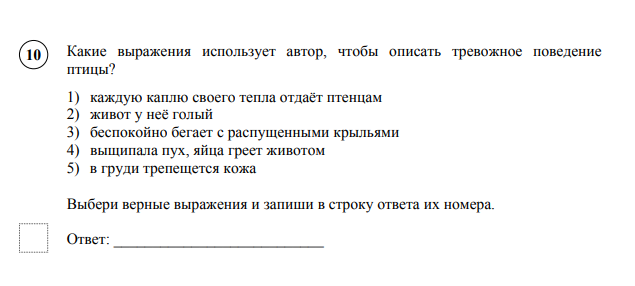 10 Какие выражения использует автор, чтобы описать тревожное поведение
птицы?
1) каждую каплю своего тепла отдаёт птенцам
2) живот у неё голый
3) беспокойно бегает с распущенными крыльями
4) выщипала пух, яйца греет животом
5) в груди трепещется кожа
Выбери верные выражения и запиши в строку ответа их номера.
Ответ: ____________________________